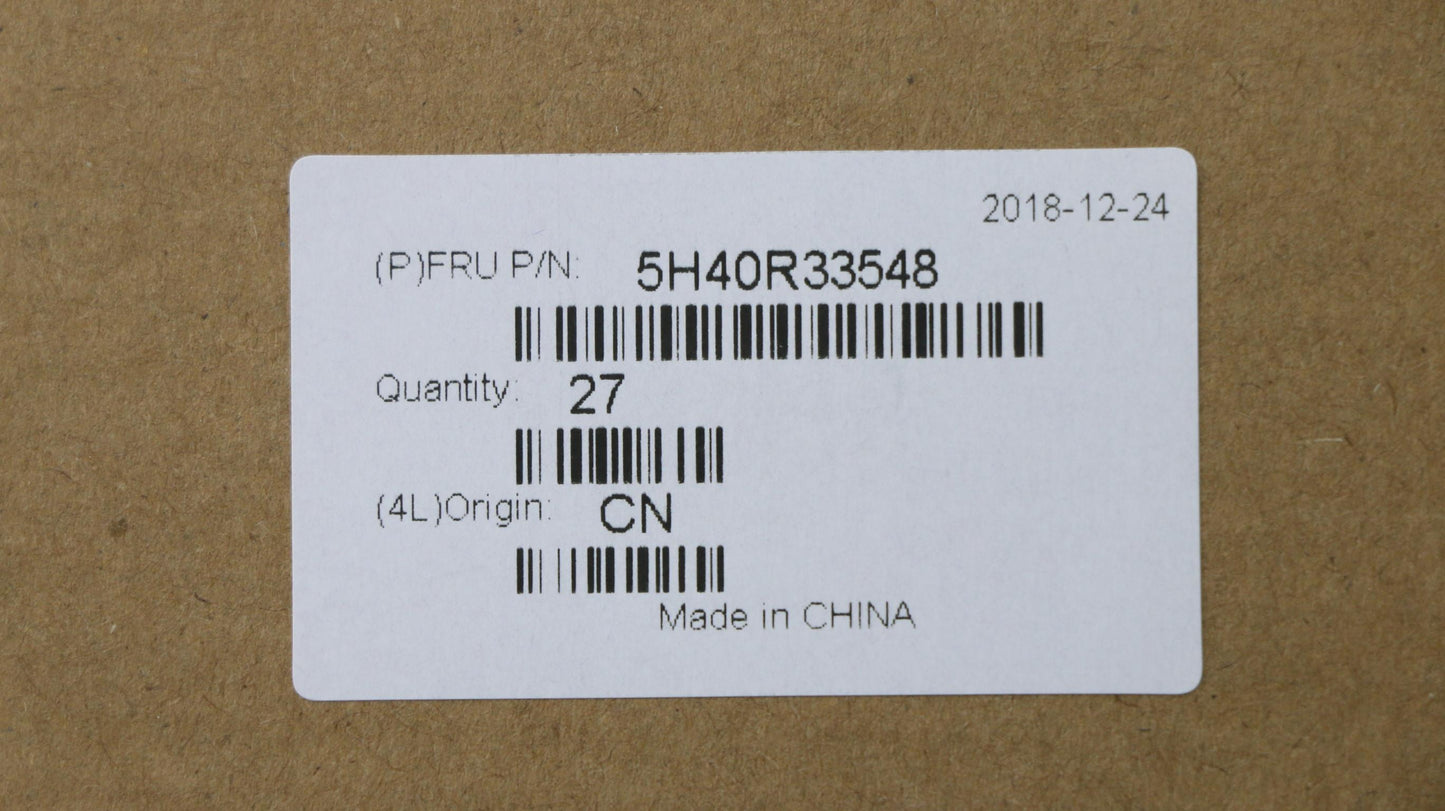 2018-12-24
(P)FRU P/N: 5H40R33548
Quantity: 27
(4L)Origin: CN
Made in CHINA